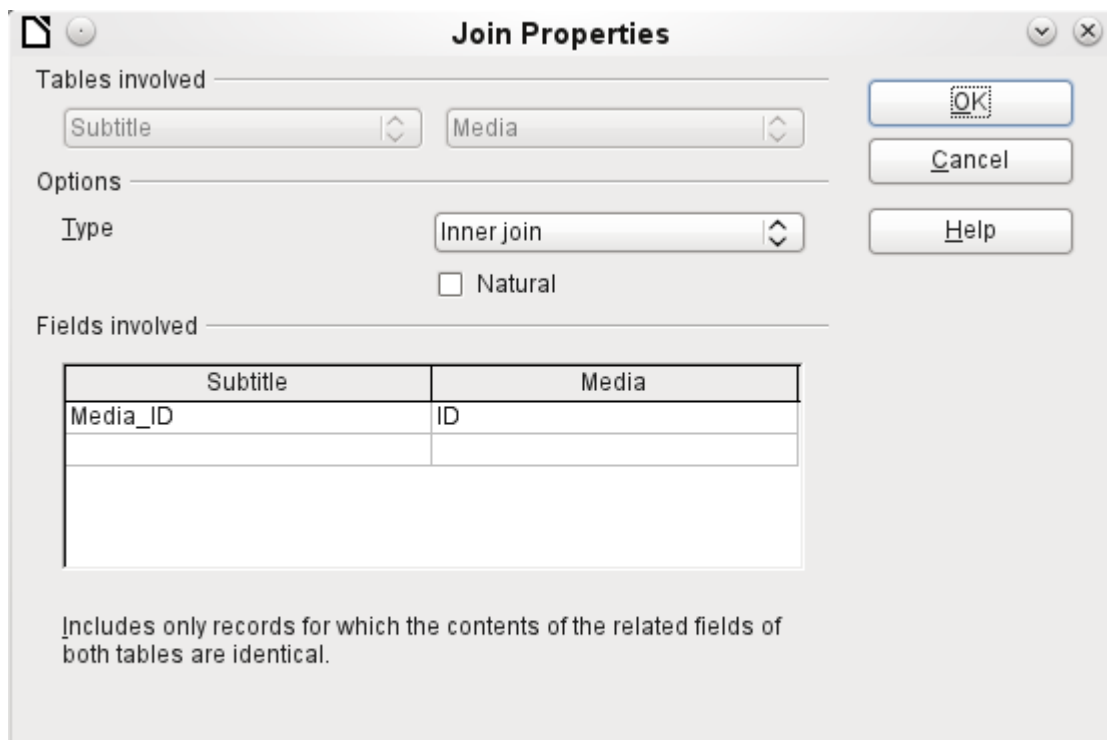 Join Properties
Tables involved
OK
Subtitle Media
Cancel
Options
Type Inner join Help
Natural
Fields involved
Subtitle Media
Media_ID ID
Includes only records for which the contents of the related fields of
both tables are identical.